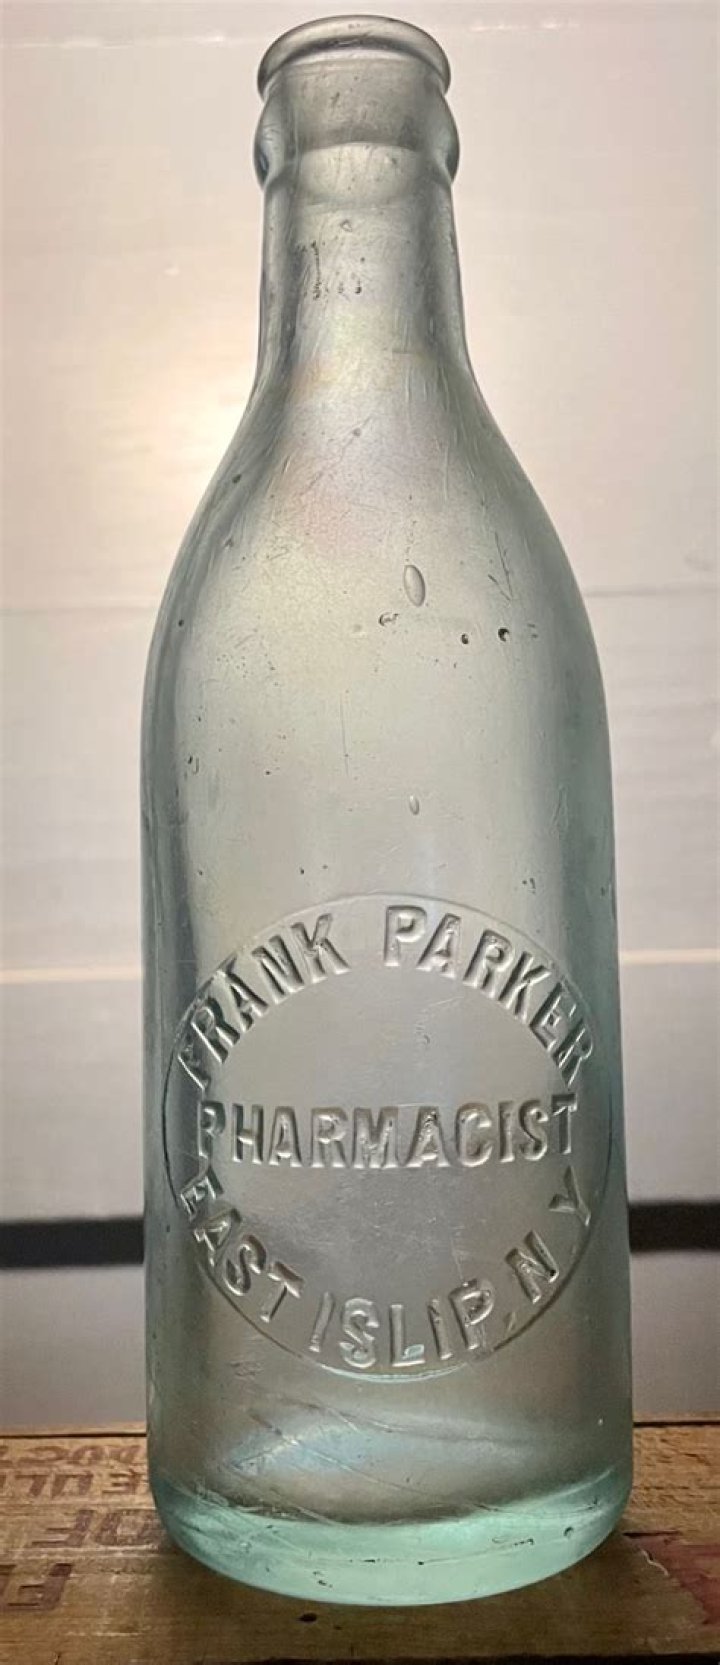 FRANK PARKER
PHARMACIST
EAST ISLIP, N.Y